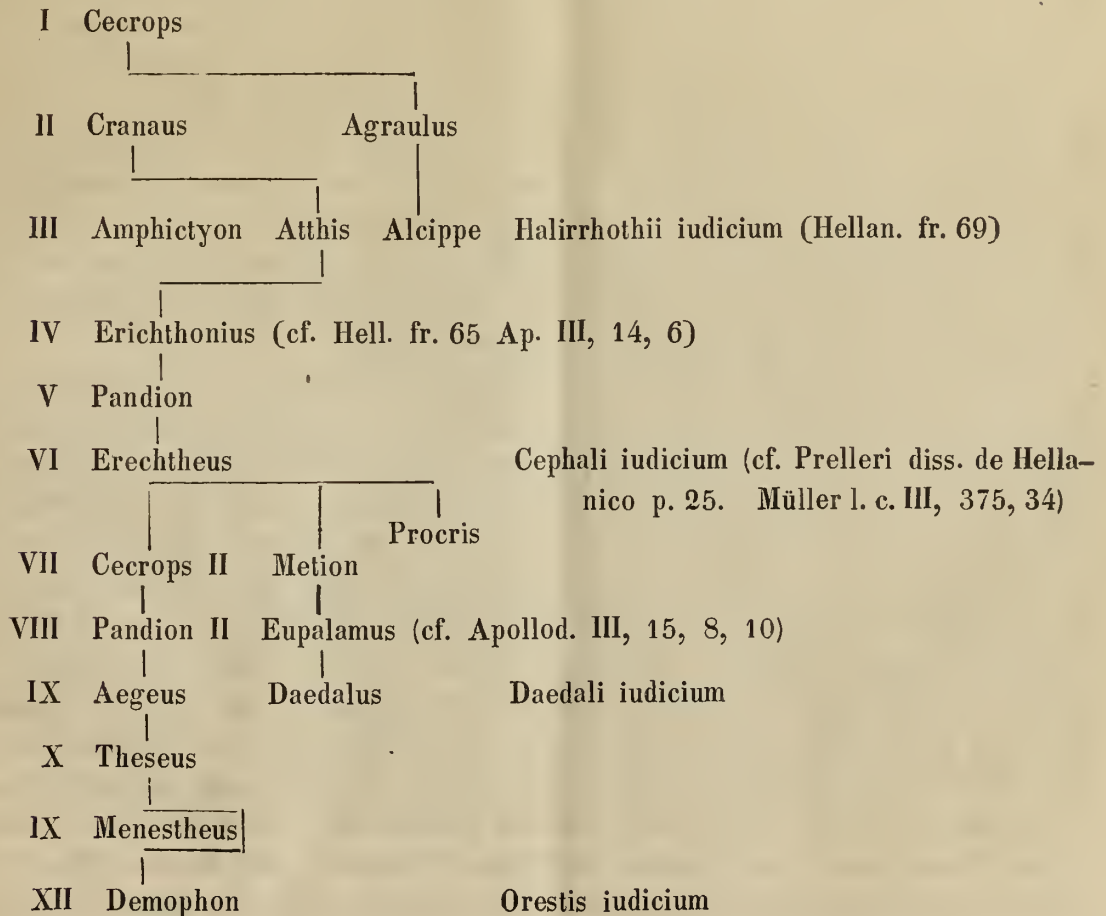 I Cecrops
II Cranaus Agraulus
III Amphictyon Atthis Alcippe Halirrhothii iudicium (Hellan. fr. 69)
IV Erichthonius (cf. Hell. fr. 65 Ap. III, 14, 6)
V Pandion
VI Erechtheus Cephali iudicium (cf. Prelleri diss. de Hella-
nico p. 25. Müller l. c. III, 375, 34)
Procris
VII Cecrops II Metion
VIII Pandion II Eupalamus (cf. Apollod. III, 15, 8, 10)
IX Aegeus Daedalus Daedali iudicium
X Theseus
IX Menestheus
XII Demophon Orestis iudicium